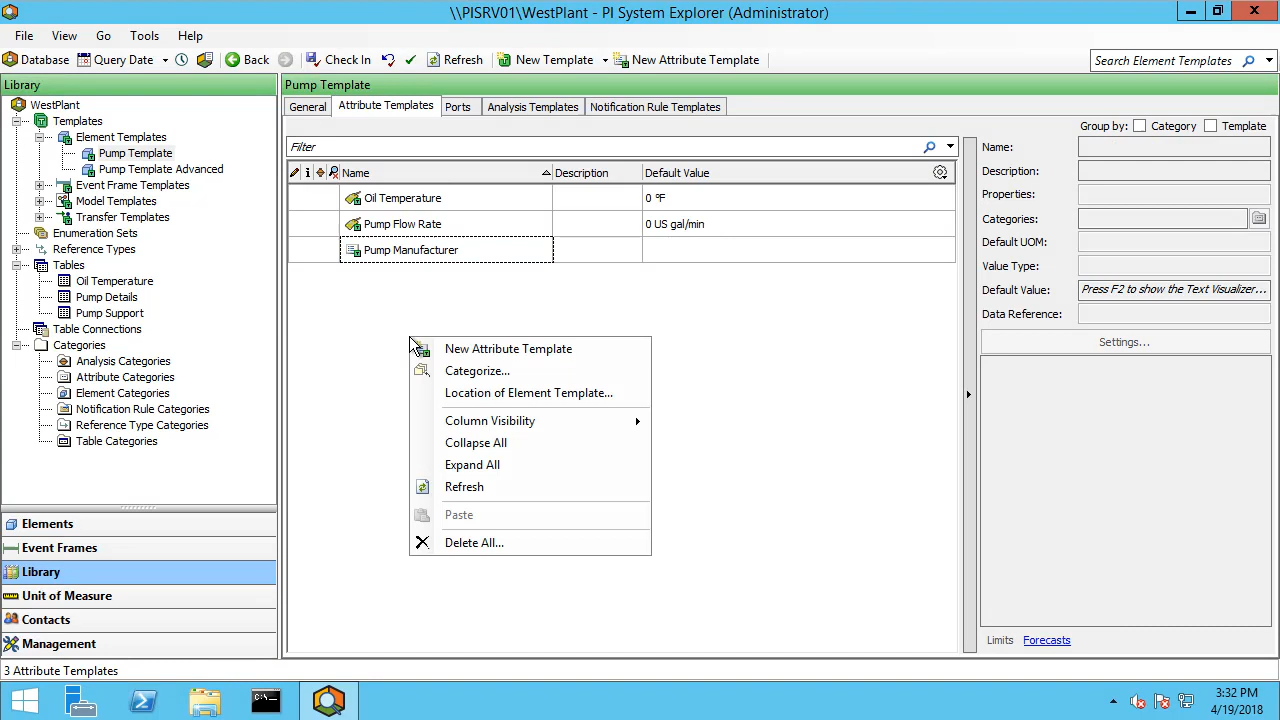 \\PISRV01\WestPlant - PI System Explorer (Administrator)
File View Go Tools Help
Database Query Date Back Check In Refresh New Template New Attribute Template Search Element Templates
Library
WestPlant
Templates
Element Templates
Pump Template
Pump Template Advanced
Event Frame Templates
Model Templates
Transfer Templates
Enumeration Sets
Reference Types
Tables
Oil Temperature
Pump Details
Pump Support
Table Connections
Categories
Analysis Categories
Attribute Categories
Element Categories
Notification Rule Categories
Reference Type Categories
Table Categories
Elements
Event Frames
Library
Unit of Measure
Contacts
Management
Pump Template
General Attribute Templates Ports Analysis Templates Notification Rule Templates
Group by: Category Template
Filter
Name Description Default Value
Oil Temperature 0 °F
Pump Flow Rate 0 US gal/min
Pump Manufacturer
New Attribute Template
Categorize...
Location of Element Template...
Column Visibility
Collapse All
Expand All
Refresh
Paste
Delete All...
Name:
Description:
Properties:
Categories:
Default UOM:
Value Type:
Default Value: Press F2 to show the Text Visualizer...
Data Reference:
Settings...
Limits Forecasts
3 Attribute Templates
3:32 PM
4/19/2018